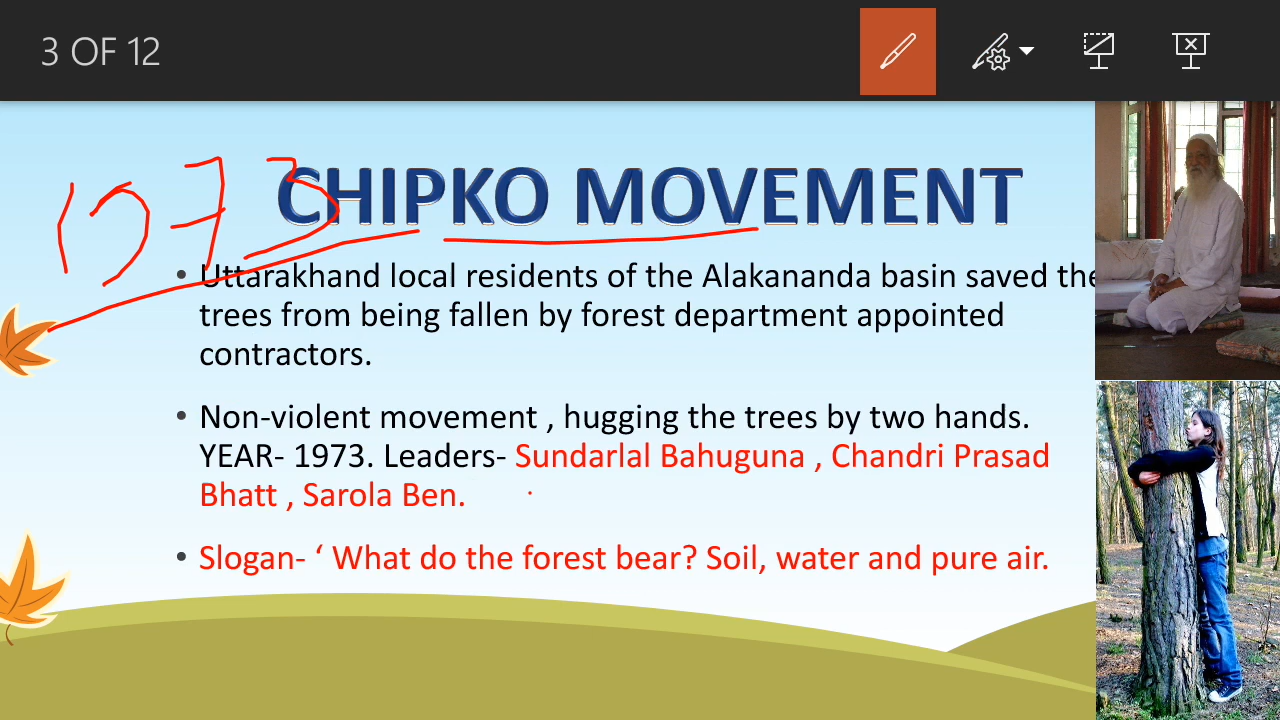 3 OF 12
1973
CHIPKO MOVEMENT
• Uttarakhand local residents of the Alakananda basin saved the
trees from being fallen by forest department appointed
contractors.
• Non-violent movement , hugging the trees by two hands.
YEAR- 1973. Leaders- Sundarlal Bahuguna , Chandri Prasad
Bhatt , Sarola Ben.
• Slogan- ‘ What do the forest bear? Soil, water and pure air.